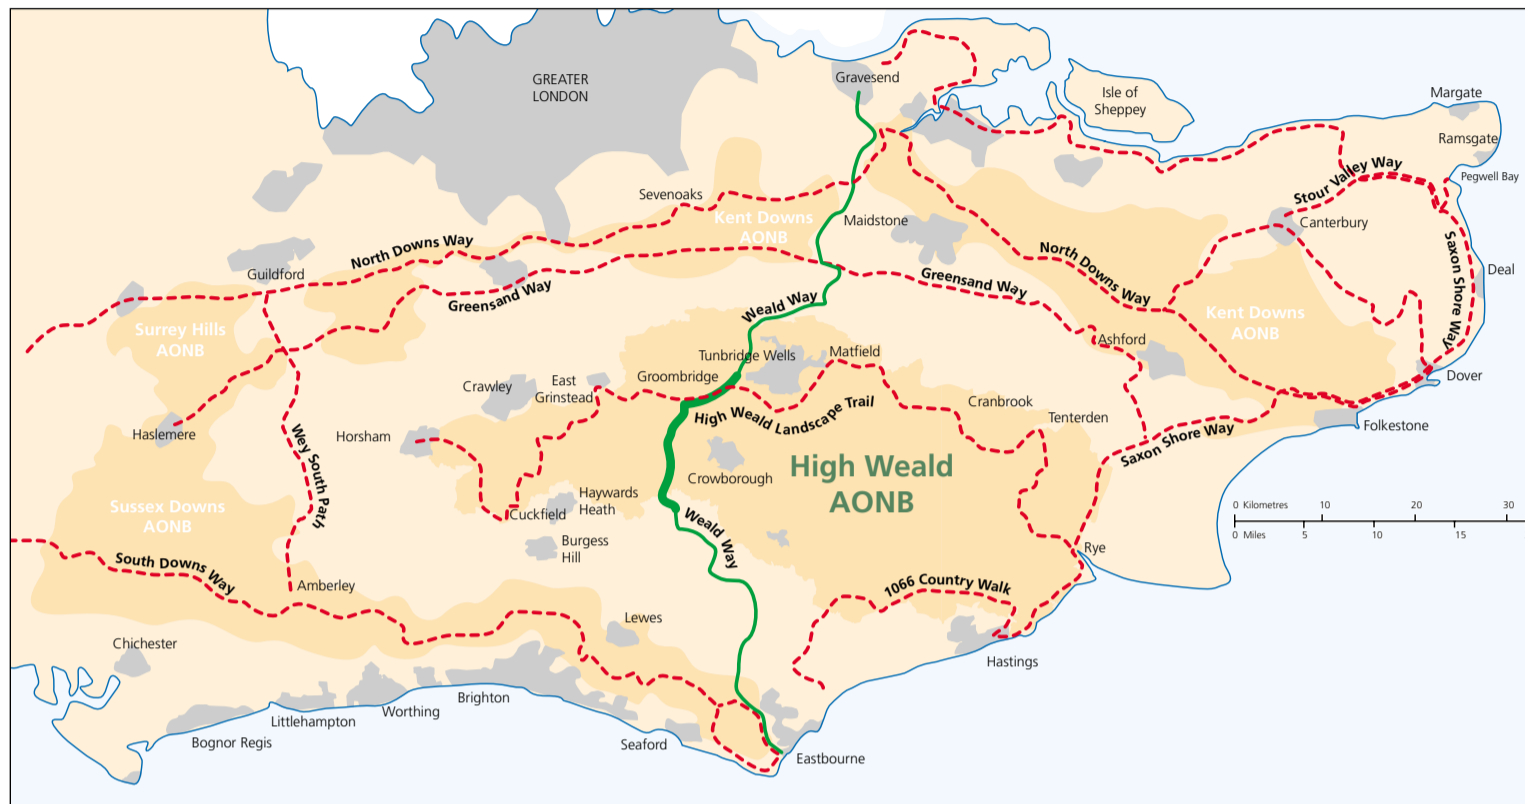 GREATER
LONDON
Gravesend
Isle of
Sheppey
Margate
Ramsgate
Pegwell Bay
Stour Valley Way
Sevenoaks
Kent Downs
AONB
Maidstone
Canterbury
North Downs Way
North Downs Way
Saxon Shore Way
Deal
Guildford
Greensand Way
Greensand Way
Weald Way
Kent Downs
AONB
Surrey Hills
AONB
Tunbridge Wells
Matfield
Ashford
Groombridge
Dover
Crawley
East
Grinstead
High Weald Landscape Trail
Cranbrook
Tenterden
Haslemere
Wey South Path
Horsham
Saxon Shore Way
Folkestone
High Weald
AONB
Crowborough
Haywards
Heath
Cuckfield
Sussex Downs
AONB
Weald Way
0 Kilometres 10 20 30
0 Miles 5 10 15
Burgess
Hill
Rye
South Downs Way
Amberley
1066 Country Walk
Lewes
Chichester
Hastings
Brighton
Worthing
Littlehampton
Bognor Regis
Seaford
Eastbourne